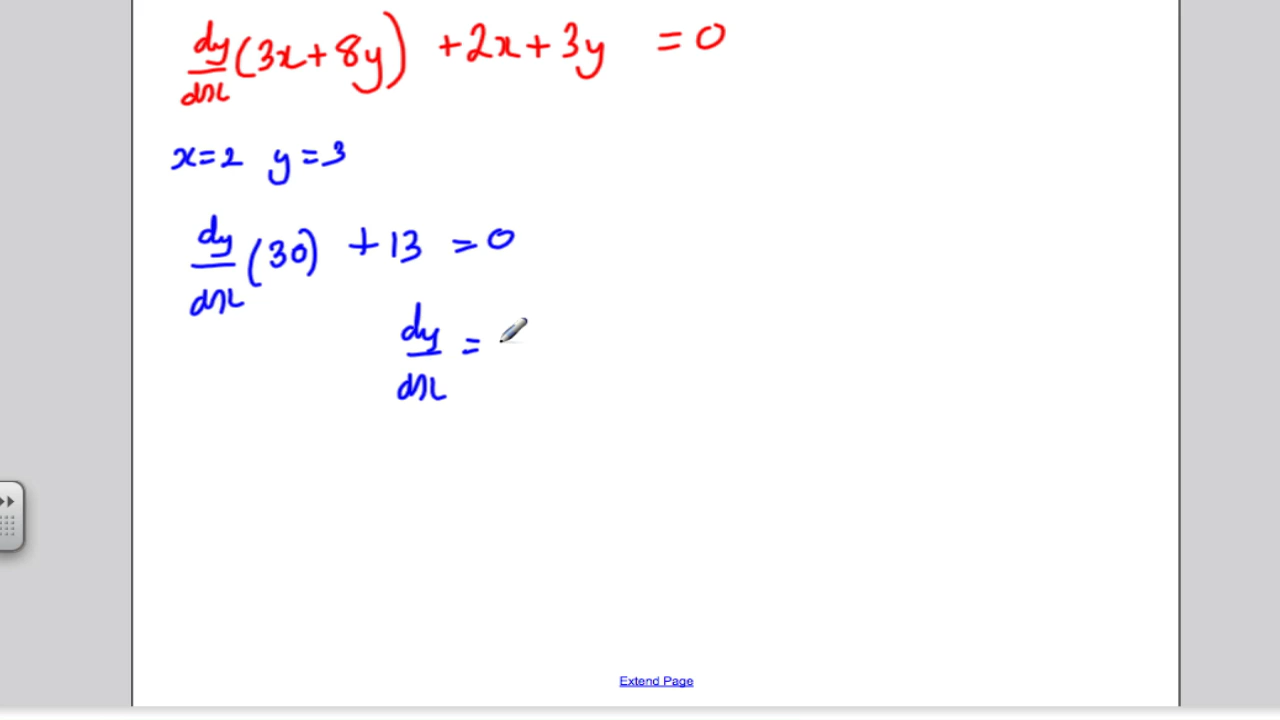 dy/dx (3x+8y) +2x+3y = 0
x=2 y=3
dy/dx (30) +13 = 0
dy/dx =
Extend Page